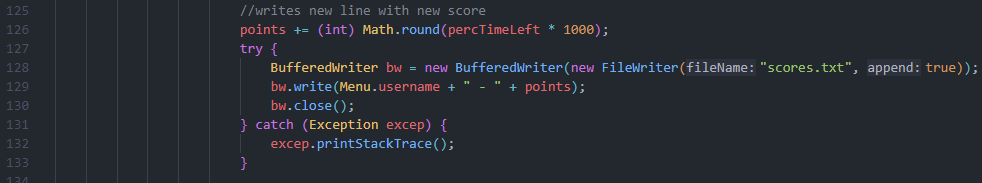 125 //writes new line with new score
126 points += (int) Math.round(percTimeLeft * 1000);
127 try {
128 BufferedWriter bw = new BufferedWriter(new FileWriter(fileName: "scores.txt", append: true));
129 bw.write(Menu.username + " - " + points);
130 bw.close();
131 } catch (Exception excep) {
132 excep.printStackTrace();
133 }
134